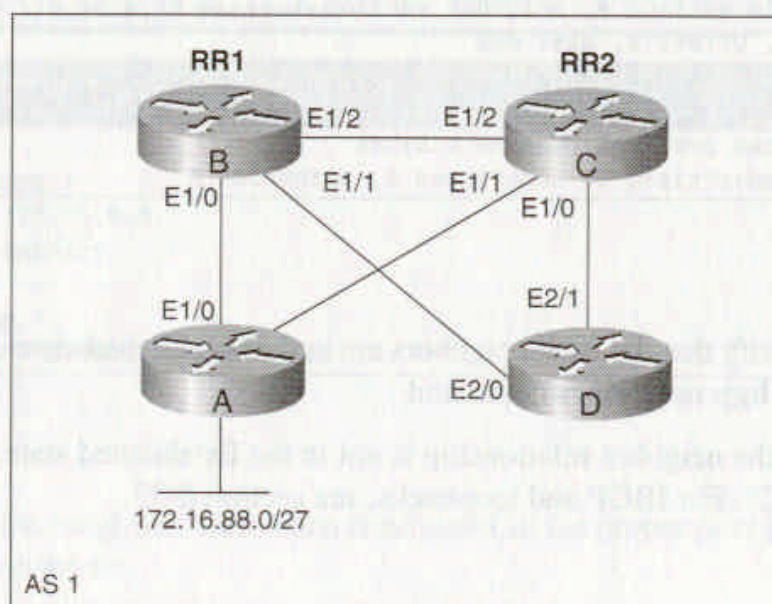 RR1
RR2
E1/2
E1/2
B
C
E1/0
E1/1
E1/1
E1/0
E1/0
E2/1
A
E2/0
D
172.16.88.0/27
AS 1